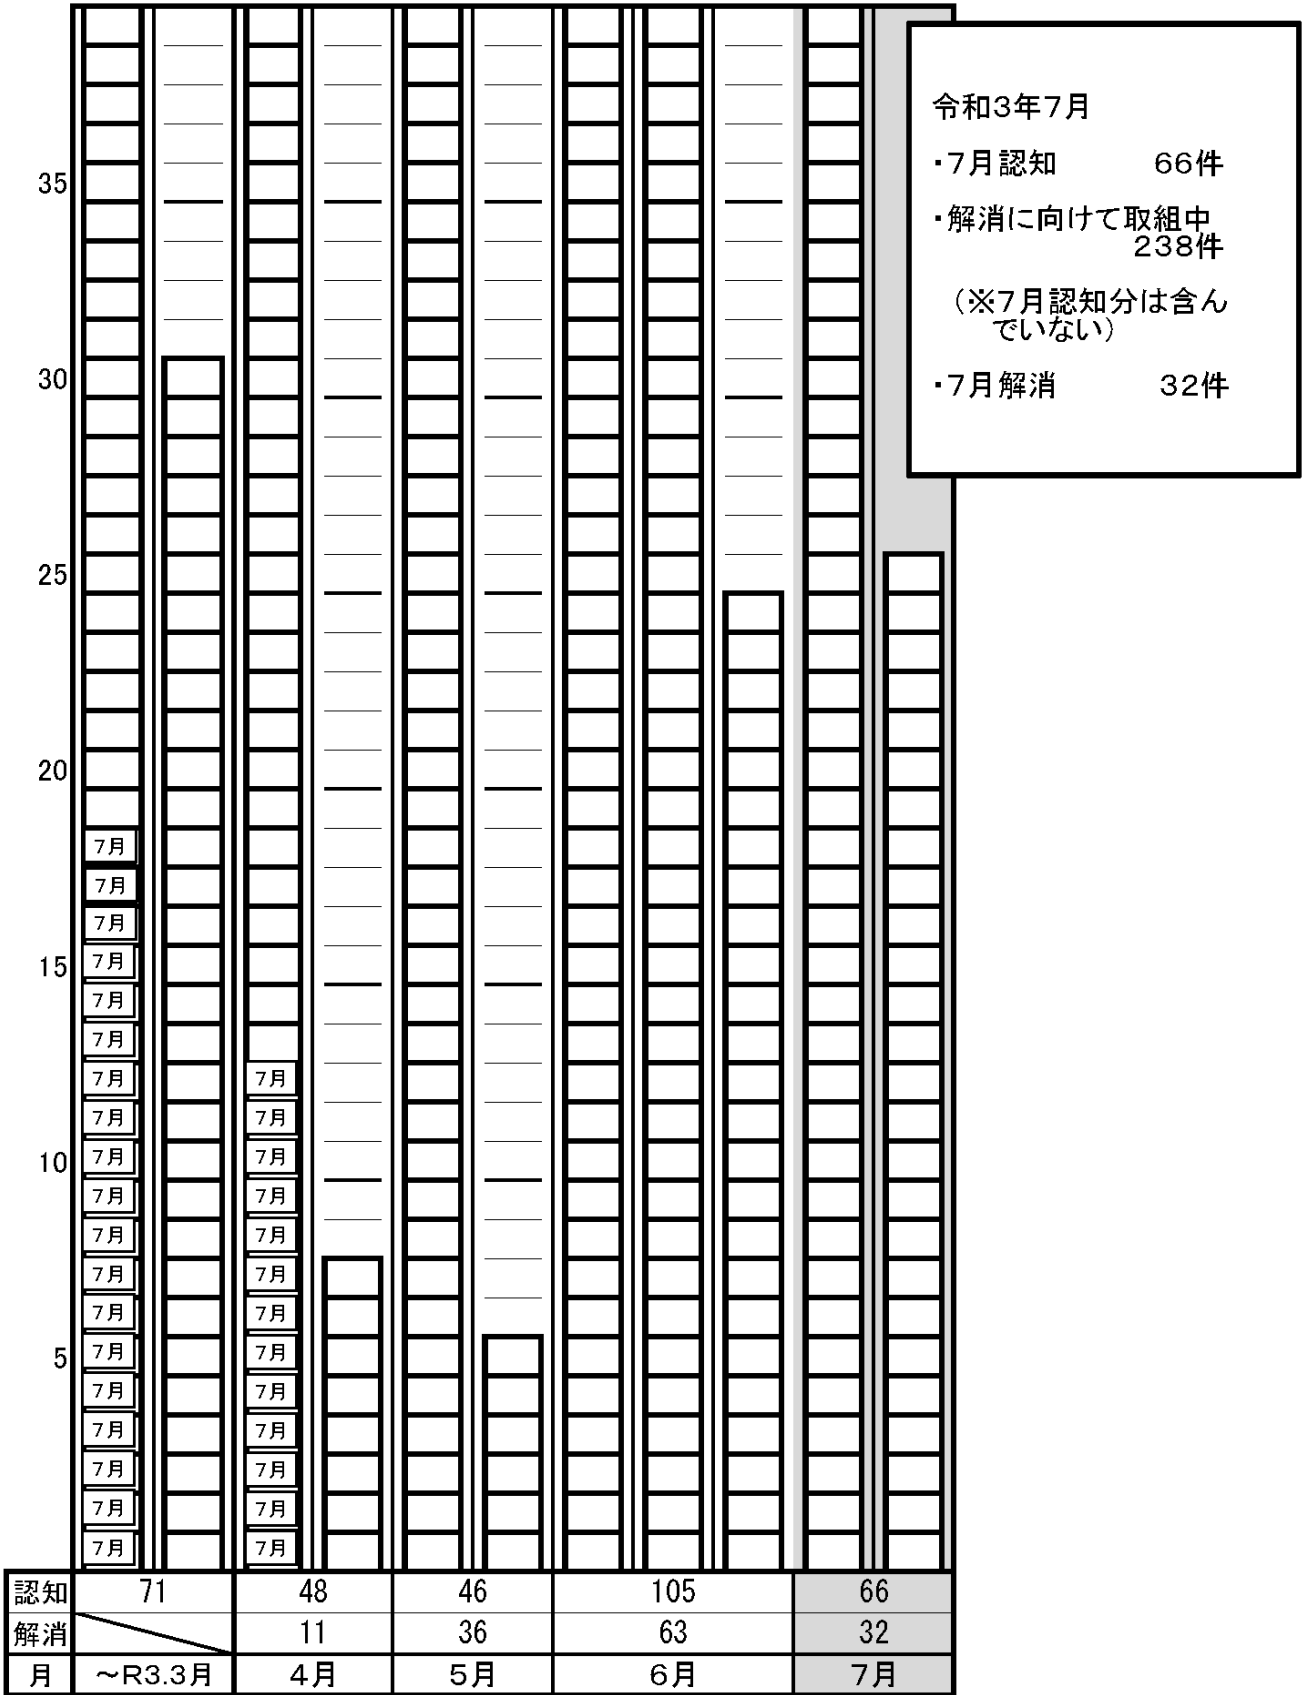 令和3年7月
・7月認知 66件
・解消に向けて取組中
238件
（※7月認知分は含ん
でいない）
・7月解消 32件
35
30
25
20
7月
7月
7月
15 7月
7月
7月
7月 7月
7月 7月
10 7月 7月
7月 7月
7月 7月
7月 7月
7月 7月
5 7月 7月
7月 7月
7月 7月
7月 7月
7月 7月
7月 7月
認知 71 48 46 105 66
解消 11 36 63 32
月 ～R3.3月 4月 5月 6月 7月